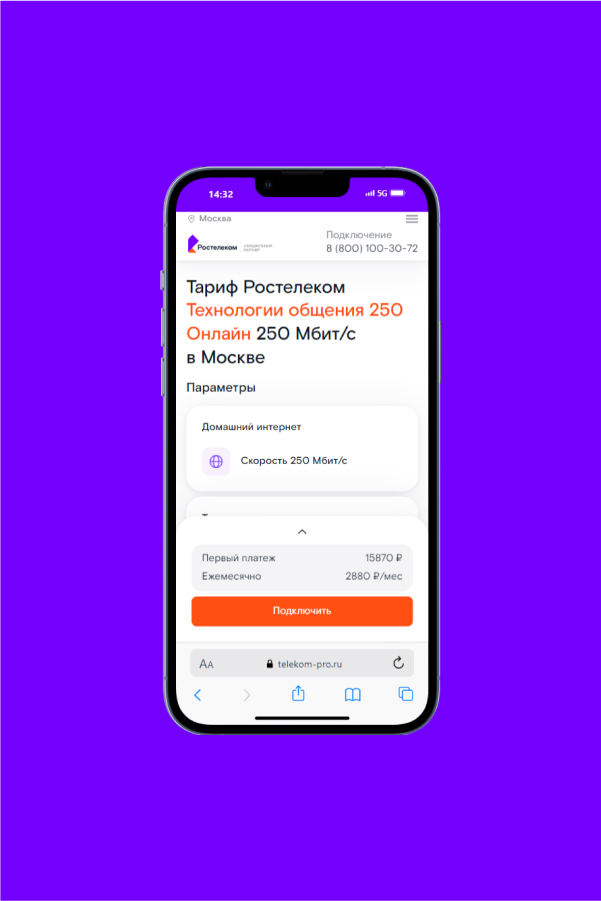 14:32
5G
Москва
Подключение
Ростелеком
ОФИЦИАЛЬНЫЙ
ПАРТНЕР
8 (800) 100-30-72
Тариф Ростелеком
Технологии общения 250
Онлайн 250 Мбит/с
в Москве
Параметры
Домашний интернет
Скорость 250 Мбит/с
Первый платеж 15870 ₽
Ежемесячно 2880 ₽/мес
Подключить
AA telekom-pro.ru